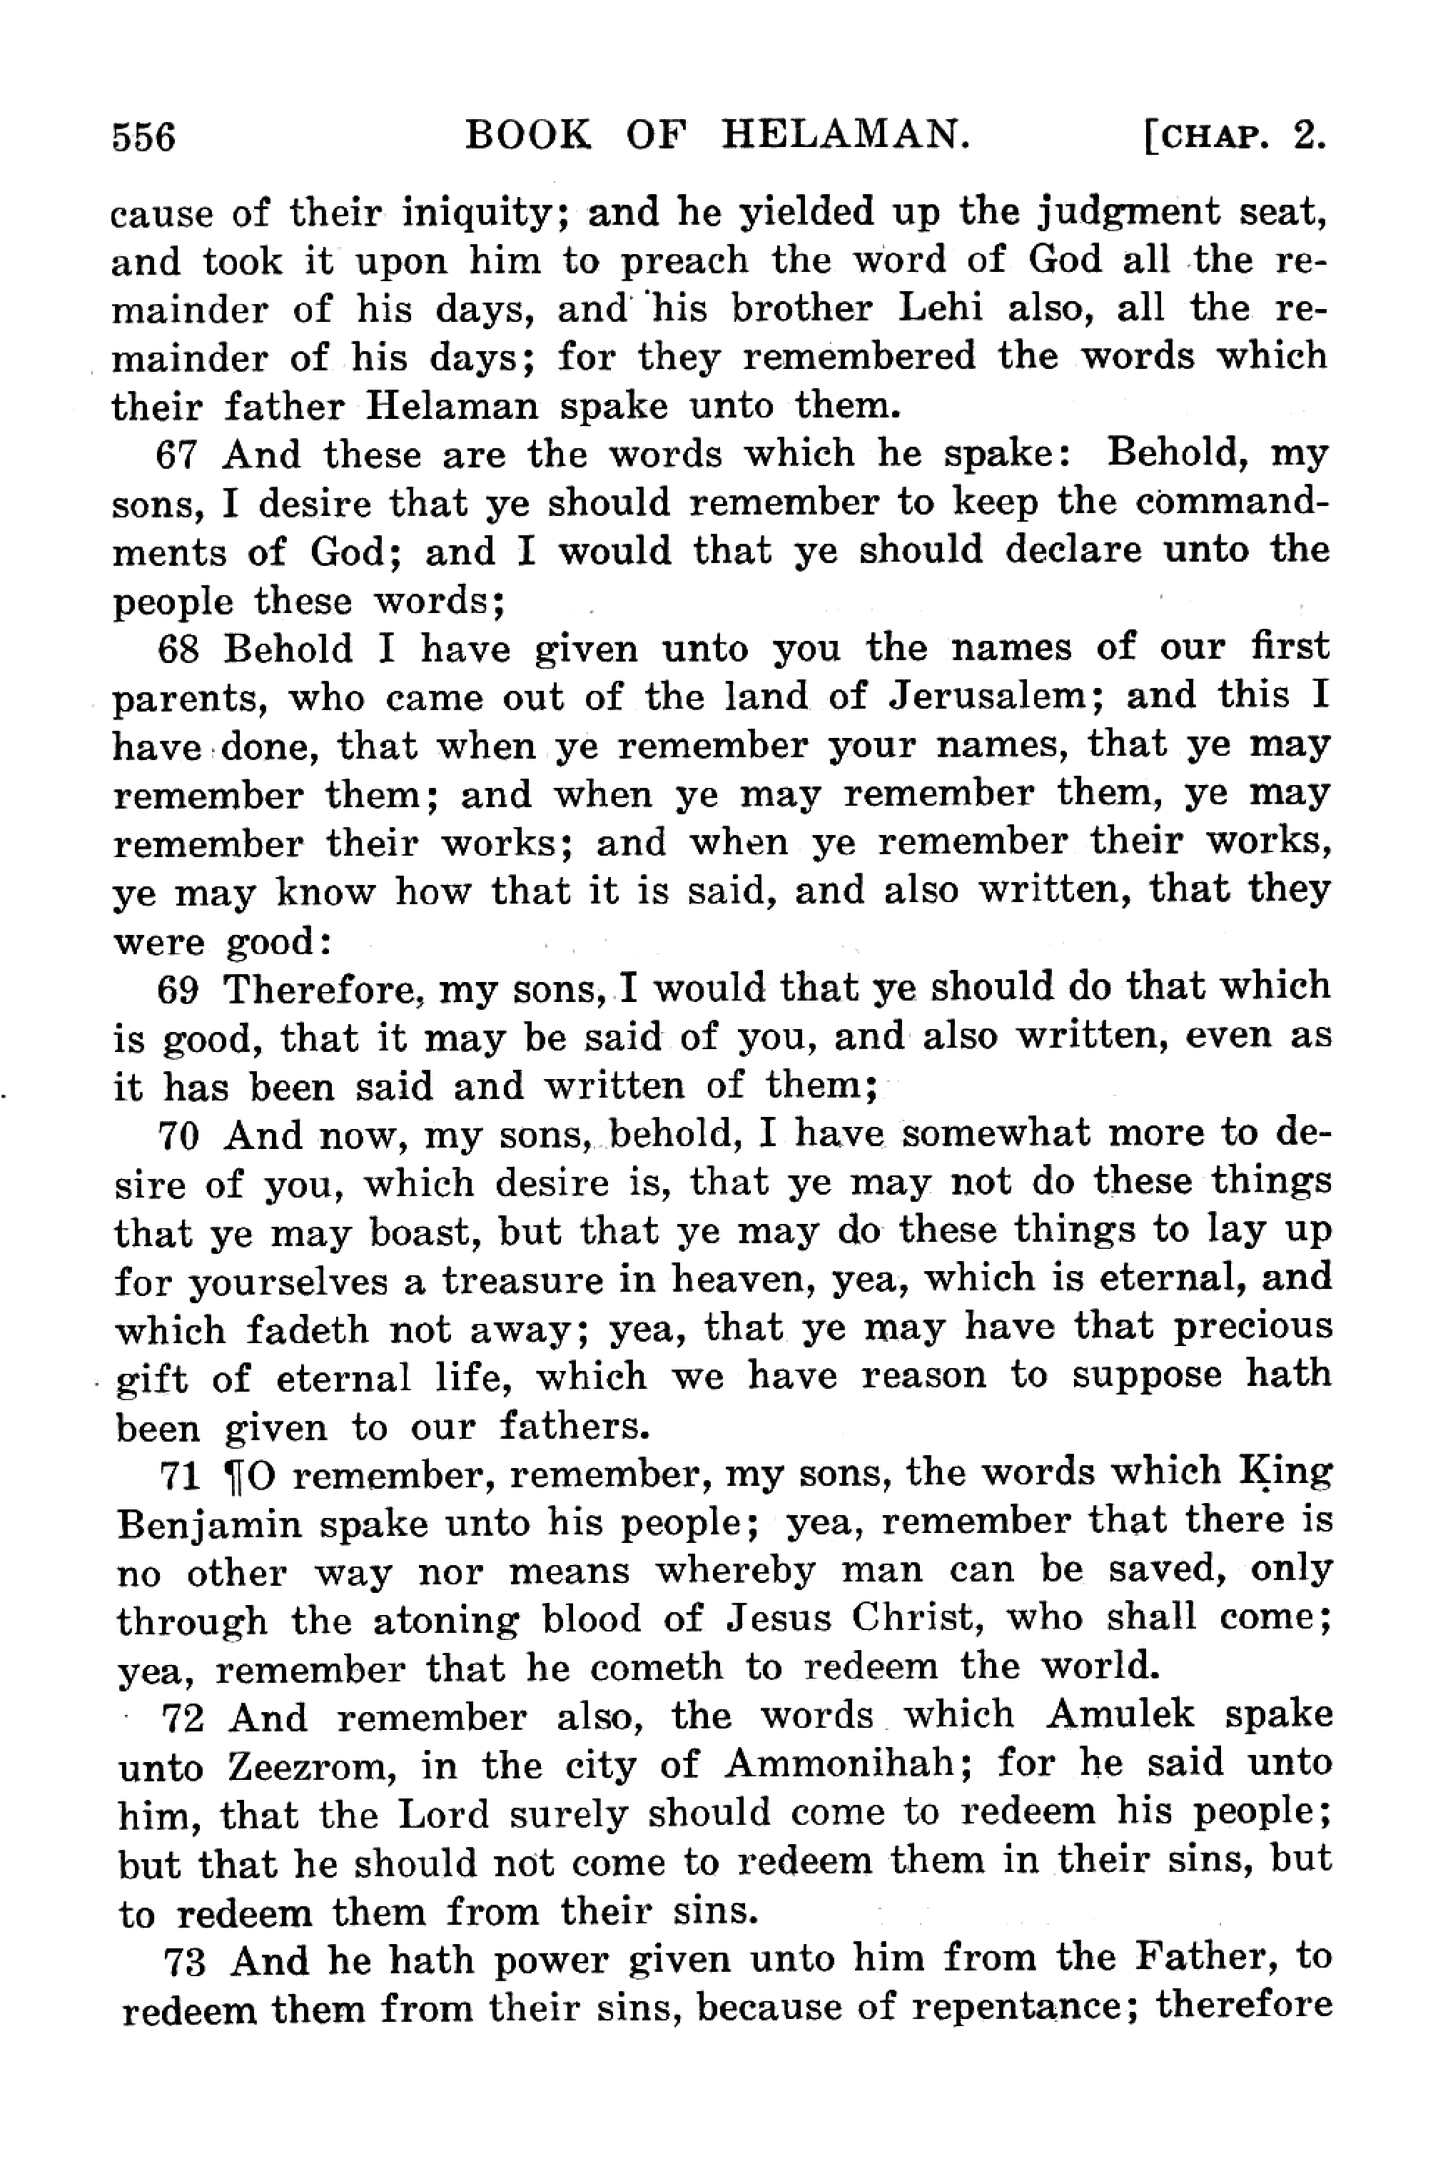 556 BOOK OF HELAMAN. [CHAP. 2.
cause of their iniquity; and he yielded up the judgment seat,
and took it upon him to preach the word of God all the re-
mainder of his days, and his brother Lehi also, all the re-
mainder of his days; for they remembered the words which
their father Helaman spake unto them.
67 And these are the words which he spake: Behold, my
sons, I desire that ye should remember to keep the command-
ments of God; and I would that ye should declare unto the
people these words;
68 Behold I have given unto you the names of our first
parents, who came out of the land of Jerusalem; and this I
have done, that when ye remember your names, that ye may
remember them; and when ye may remember them, ye may
remember their works; and when ye remember their works,
ye may know how that it is said, and also written, that they
were good:
69 Therefore, my sons, I would that ye should do that which
is good, that it may be said of you, and also written, even as
it has been said and written of them;
70 And now, my sons, behold, I have somewhat more to de-
sire of you, which desire is, that ye may not do these things
that ye may boast, but that ye may do these things to lay up
for yourselves a treasure in heaven, yea, which is eternal, and
which fadeth not away; yea, that ye may have that precious
gift of eternal life, which we have reason to suppose hath
been given to our fathers.
71 ¶O remember, remember, my sons, the words which King
Benjamin spake unto his people; yea, remember that there is
no other way nor means whereby man can be saved, only
through the atoning blood of Jesus Christ, who shall come;
yea, remember that he cometh to redeem the world.
72 And remember also, the words which Amulek spake
unto Zeezrom, in the city of Ammonihah; for he said unto
him, that the Lord surely should come to redeem his people;
but that he should not come to redeem them in their sins, but
to redeem them from their sins.
73 And he hath power given unto him from the Father, to
redeem them from their sins, because of repentance; therefore